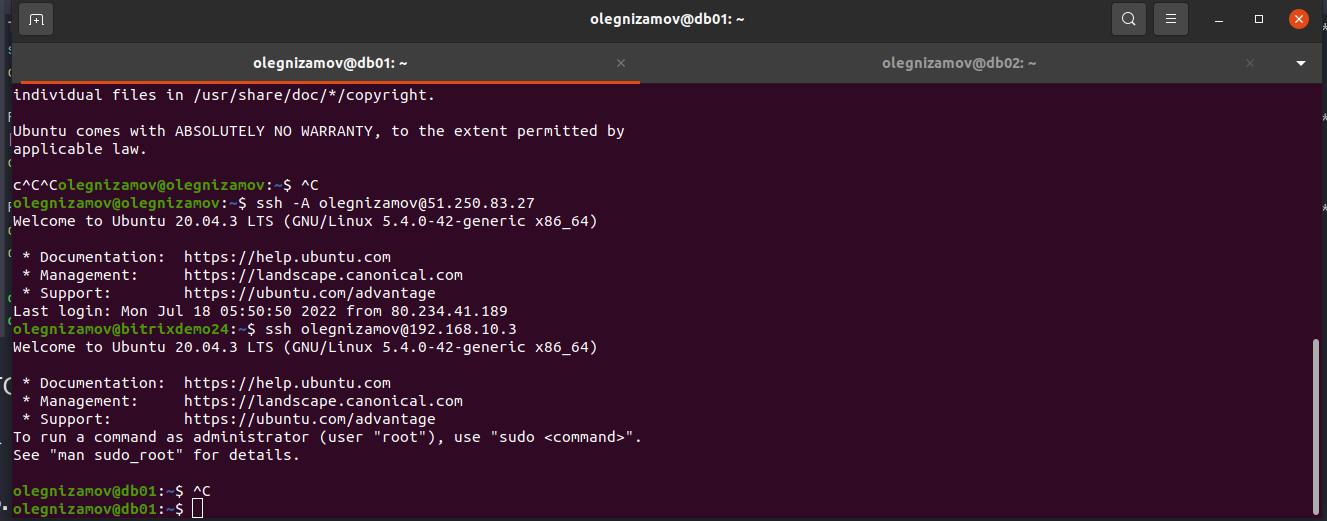 olegnizamov@db01: ~
olegnizamov@db01: ~
olegnizamov@db02: ~
individual files in /usr/share/doc/*/copyright.
Ubuntu comes with ABSOLUTELY NO WARRANTY, to the extent permitted by
applicable law.
c^C^Colegnizamov@olegnizamov:~$ ^C
olegnizamov@olegnizamov:~$ ssh -A olegnizamov@51.250.83.27
Welcome to Ubuntu 20.04.3 LTS (GNU/Linux 5.4.0-42-generic x86_64)
* Documentation:  https://help.ubuntu.com
* Management:     https://landscape.canonical.com
* Support:        https://ubuntu.com/advantage
Last login: Mon Jul 18 05:50:50 2022 from 80.234.41.189
olegnizamov@bitrixdemo24:~$ ssh olegnizamov@192.168.10.3
Welcome to Ubuntu 20.04.3 LTS (GNU/Linux 5.4.0-42-generic x86_64)
* Documentation:  https://help.ubuntu.com
* Management:     https://landscape.canonical.com
* Support:        https://ubuntu.com/advantage
To run a command as administrator (user "root"), use "sudo <command>".
See "man sudo_root" for details.
olegnizamov@db01:~$ ^C
olegnizamov@db01:~$